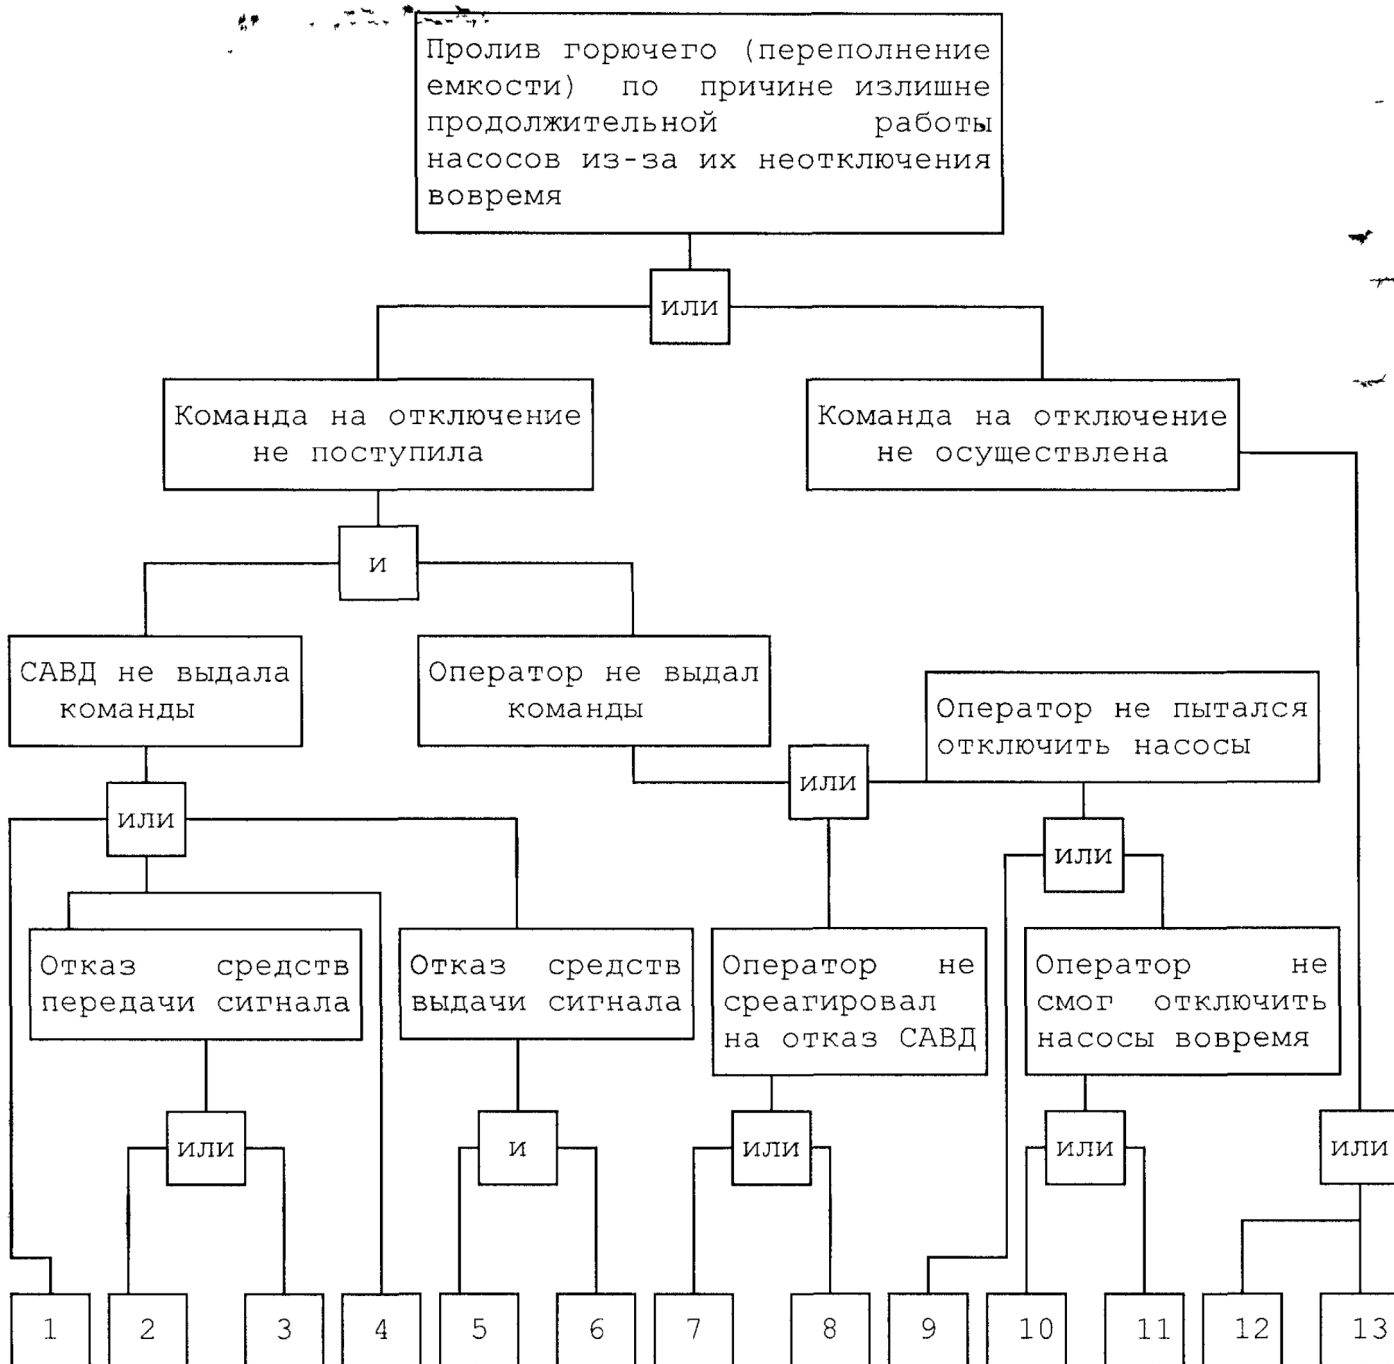 Пролив горючего (переполнение
емкости) по причине излишне
продолжительной работы
насосов из-за их неотключения
вовремя
или
Команда на отключение
не поступила
Команда на отключение
не осуществлена
и
САВД не выдала
команды
Оператор не выдал
команды
Оператор не пытался
отключить насосы
или
или
или
Отказ средств
передачи сигнала
Отказ средств
выдачи сигнала
Оператор не
среагировал
на отказ САВД
Оператор не
смог отключить
насосы вовремя
или
и
или
или
или
1 2 3 4 5 6 7 8 9 10 11 12 13